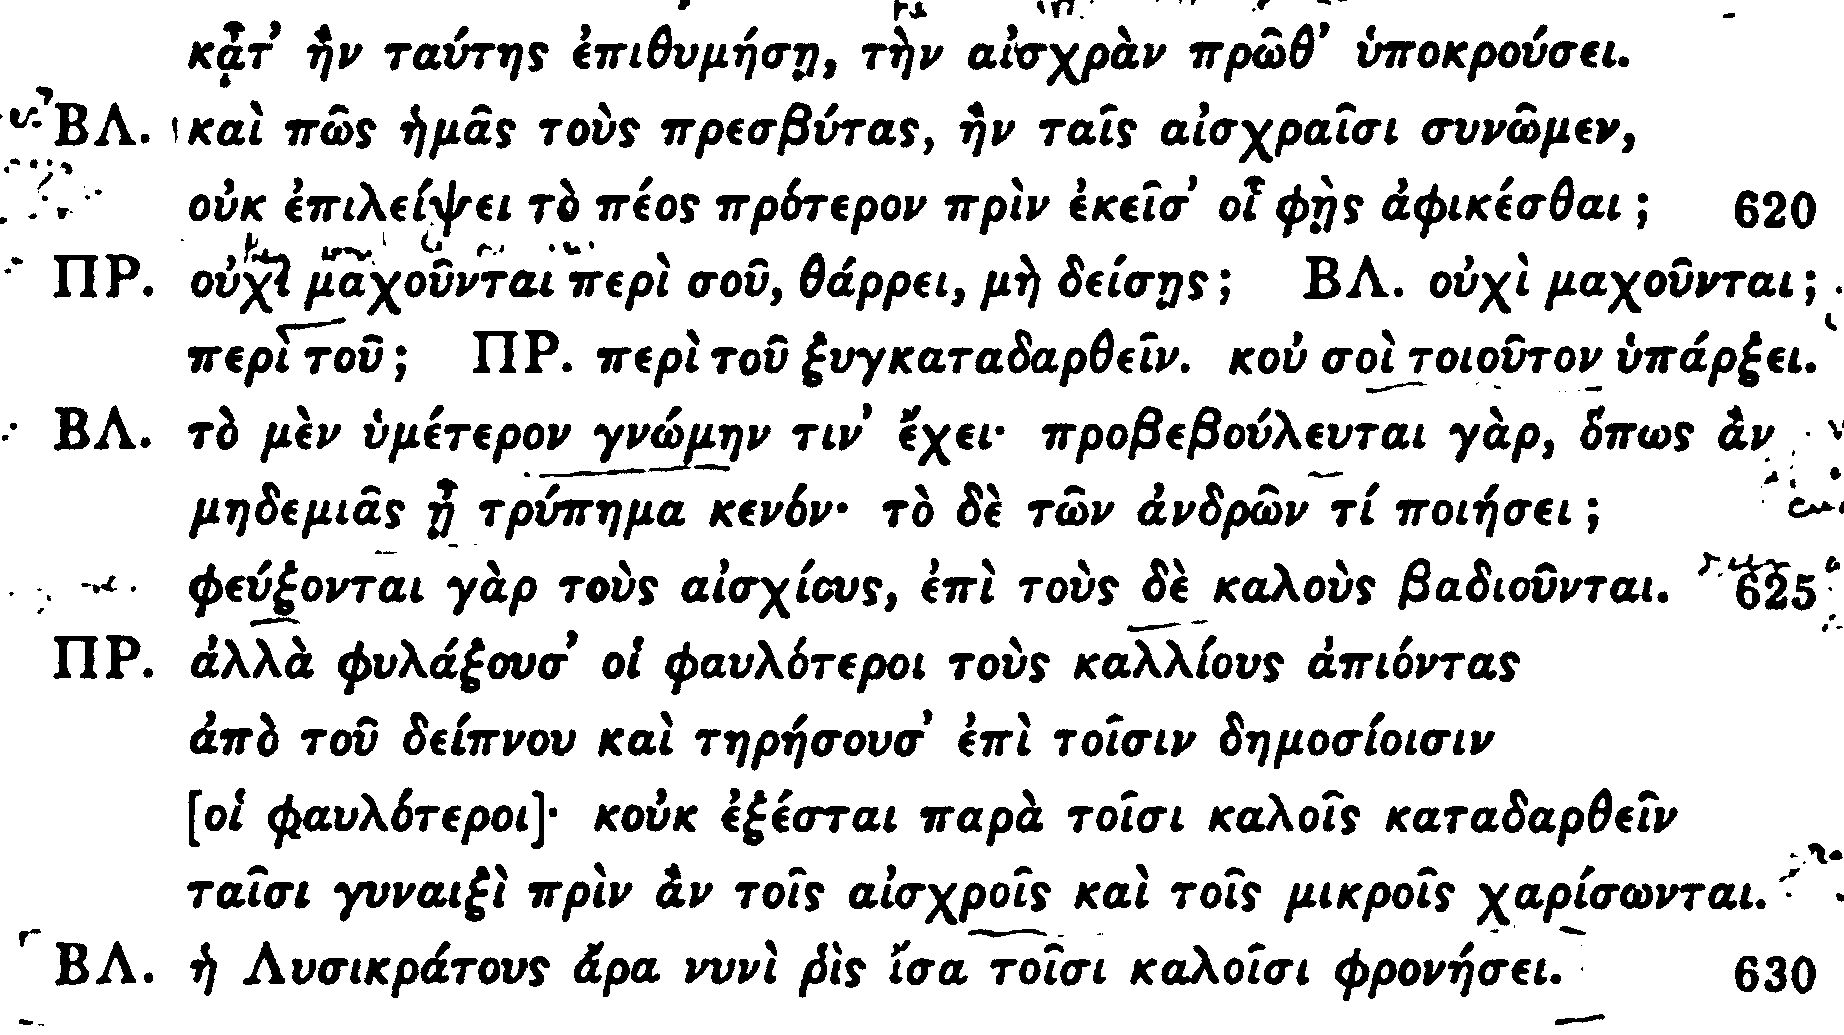 κᾆτ’ ἢν ταύτης ἐπιθυμήσῃ, τὴν αἰσχρὰν πρῶθ’ ὑποκρούσει.
ΒΛ. καὶ πῶς ἡμᾶς τοὺς πρεσβύτας, ἢν ταῖς αἰσχραῖσι συνῶμεν,
οὐκ ἐπιλείψει τὸ πέος πρότερον πρὶν ἐκεῖσ’ οἷ φῂς ἀφικέσθαι; 620
ΠΡ. οὐχὶ μαχοῦνται περὶ σοῦ, θάρρει, μὴ δείσῃς; ΒΛ. οὐχὶ μαχοῦνται;
περὶ τοῦ; ΠΡ. περὶ τοῦ ξυγκαταδαρθεῖν. κοὐ σοὶ τοιοῦτον ὑπάρξει.
ΒΛ. τὸ μὲν ὑμέτερον γνώμην τιν’ ἔχει· προβεβούλευται γὰρ, ὅπως ἂν
μηδεμιᾶς ᾖ τρύπημα κενόν· τὸ δὲ τῶν ἀνδρῶν τί ποιήσει;
φεύξονται γὰρ τοὺς αἰσχίους, ἐπὶ τοὺς δὲ καλοὺς βαδιοῦνται. 625
ΠΡ. ἀλλὰ φυλάξουσ’ οἱ φαυλότεροι τοὺς καλλίους ἀπιόντας
ἀπὸ τοῦ δείπνου καὶ τηρήσουσ’ ἐπὶ τοῖσιν δημοσίοισιν
[οἱ φαυλότεροι]· κοὐκ ἐξέσται παρὰ τοῖσι καλοῖς καταδαρθεῖν
ταῖσι γυναιξὶ πρὶν ἂν τοῖς αἰσχροῖς καὶ τοῖς μικροῖς χαρίσωνται.
ΒΛ. ἡ Λυσικράτους ἄρα νυνὶ ῥὶς ἴσα τοῖσι καλοῖσι φρονήσει. 630